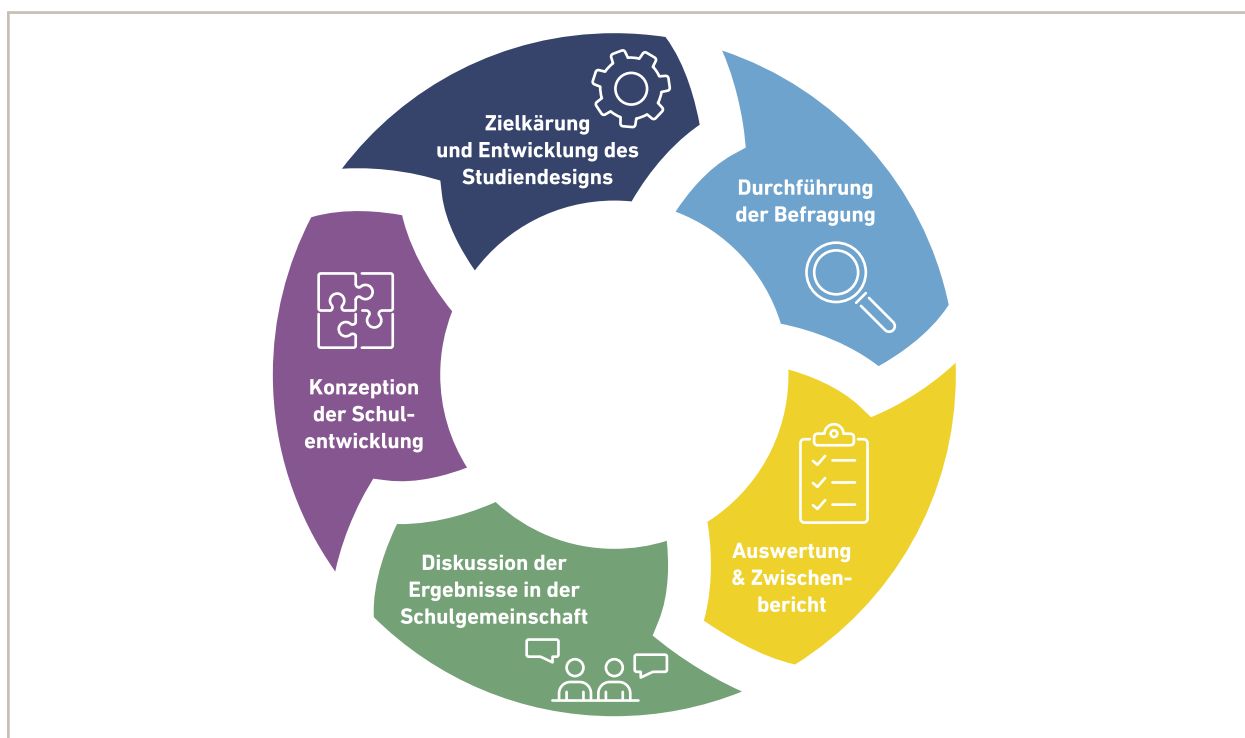 Zielkärung
und Entwicklung des
Studiendesigns
Durchführung
der Befragung
Auswertung
& Zwischen-
bericht
Diskussion der
Ergebnisse in der
Schulgemeinschaft
Konzeption
der Schul-
entwicklung